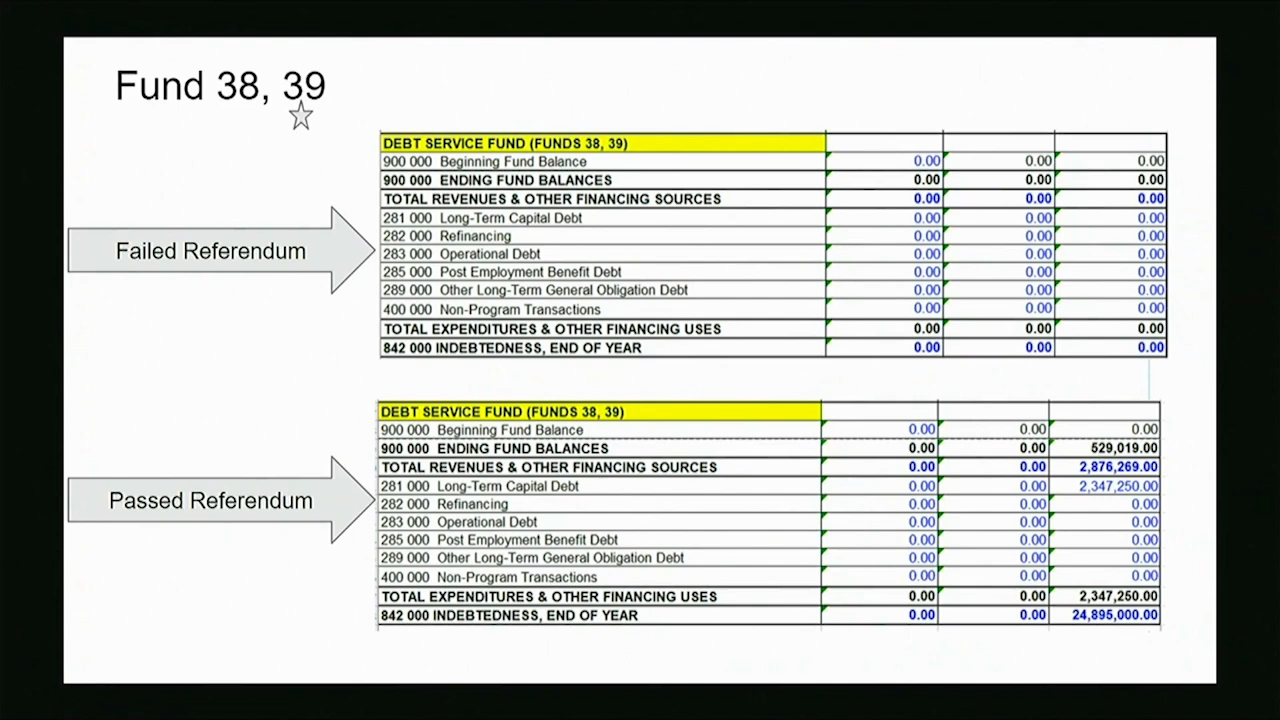 Fund 38, 39
Failed Referendum
DEBT SERVICE FUND (FUNDS 38, 39)
900 000 Beginning Fund Balance 0.00 0.00 0.00
900 000 ENDING FUND BALANCES 0.00 0.00 0.00
TOTAL REVENUES & OTHER FINANCING SOURCES 0.00 0.00 0.00
281 000 Long-Term Capital Debt 0.00 0.00 0.00
282 000 Refinancing 0.00 0.00 0.00
283 000 Operational Debt 0.00 0.00 0.00
285 000 Post Employment Benefit Debt 0.00 0.00 0.00
289 000 Other Long-Term General Obligation Debt 0.00 0.00 0.00
400 000 Non-Program Transactions 0.00 0.00 0.00
TOTAL EXPENDITURES & OTHER FINANCING USES 0.00 0.00 0.00
842 000 INDEBTEDNESS, END OF YEAR 0.00 0.00 0.00
Passed Referendum
DEBT SERVICE FUND (FUNDS 38, 39)
900 000 Beginning Fund Balance 0.00 0.00 0.00
900 000 ENDING FUND BALANCES 0.00 0.00 529,019.00
TOTAL REVENUES & OTHER FINANCING SOURCES 0.00 0.00 2,876,269.00
281 000 Long-Term Capital Debt 0.00 0.00 2,347,250.00
282 000 Refinancing 0.00 0.00 0.00
283 000 Operational Debt 0.00 0.00 0.00
285 000 Post Employment Benefit Debt 0.00 0.00 0.00
289 000 Other Long-Term General Obligation Debt 0.00 0.00 0.00
400 000 Non-Program Transactions 0.00 0.00 0.00
TOTAL EXPENDITURES & OTHER FINANCING USES 0.00 0.00 2,347,250.00
842 000 INDEBTEDNESS, END OF YEAR 0.00 0.00 24,895,000.00